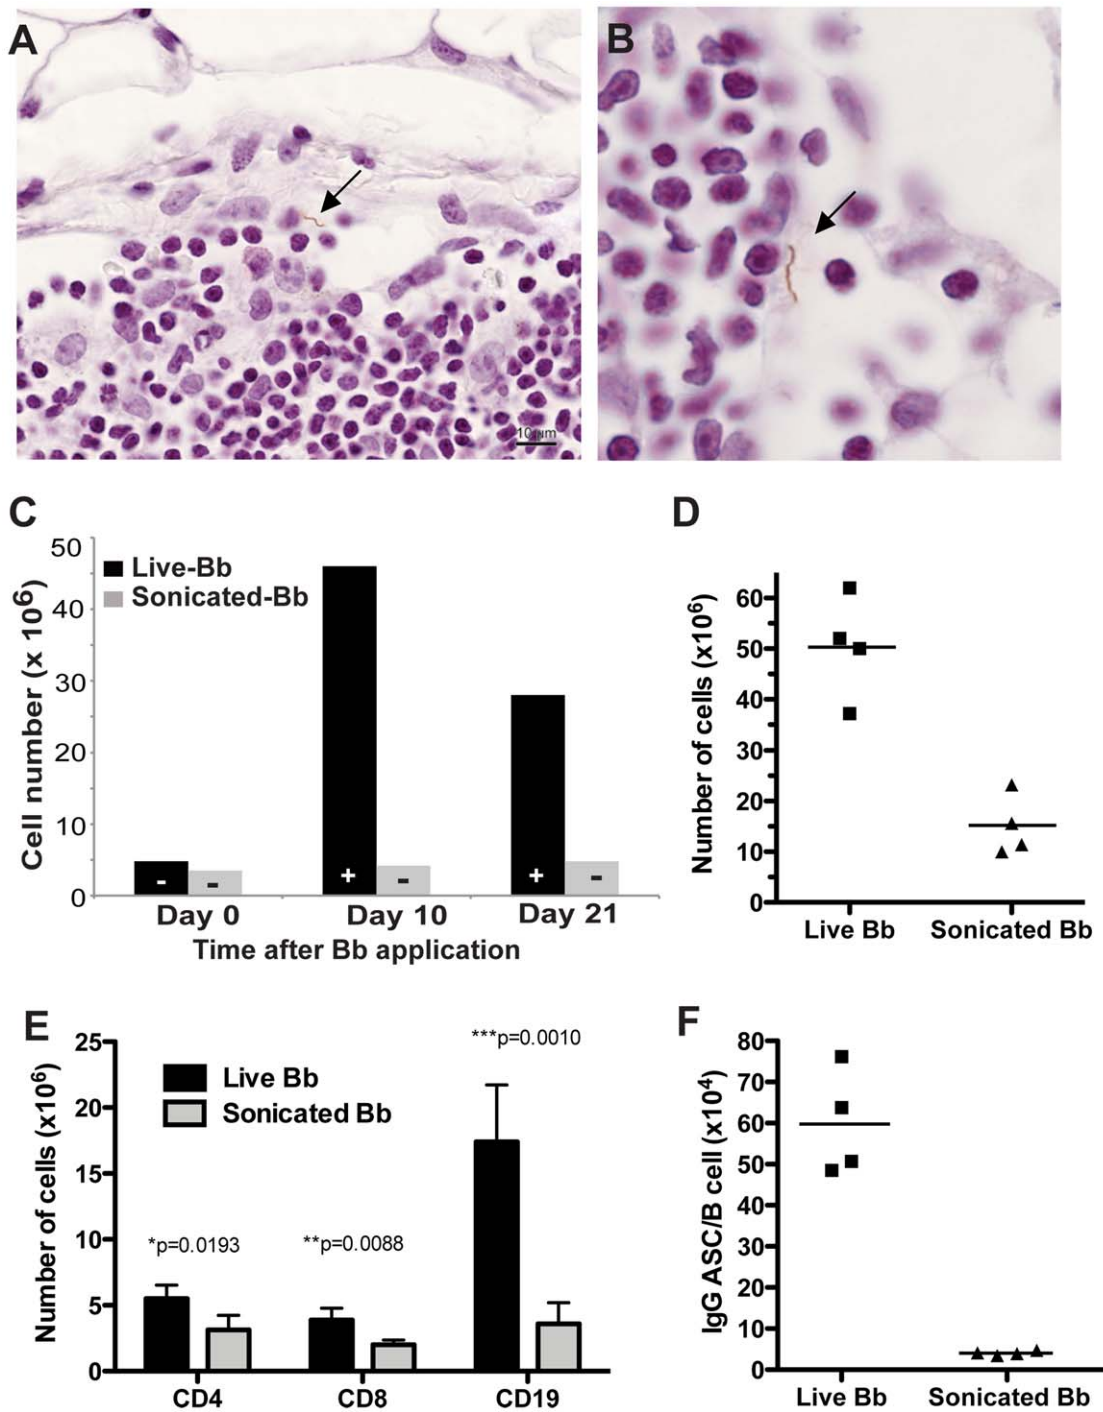 A
B
10µm
C
50
40
30
20
10
0
Cell number (x 10⁶)
Live-Bb
Sonicated-Bb
- -
+ -
+ -
Day 0 Day 10 Day 21
Time after Bb application
D
60
50
40
30
20
10
0
Number of cells (x10⁶)
Live Bb Sonicated Bb
E
25
20
15
10
5
0
Number of cells (x10⁶)
Live Bb
Sonicated Bb
*p=0.0193
**p=0.0088
***p=0.0010
CD4 CD8 CD19
F
80
70
60
50
40
30
20
10
0
IgG ASC/B cell (x10⁴)
Live Bb Sonicated Bb